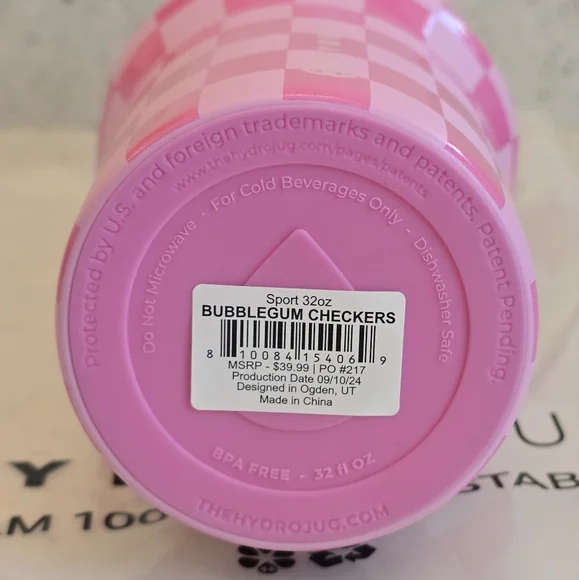 Protected by U.S. and foreign trademarks and patents. Patent Pending.
www.thehydrojug.com/pages/patents
Do Not Microwave - For Cold Beverages Only - Dishwasher Safe
Sport 32oz
BUBBLEGUM CHECKERS
8 10084 15406 9
MSRP - $39.99 | PO #217
Production Date 09/10/24
Designed in Ogden, UT
Made in China
BPA FREE - 32 fl OZ
THEHYDROJUG.COM